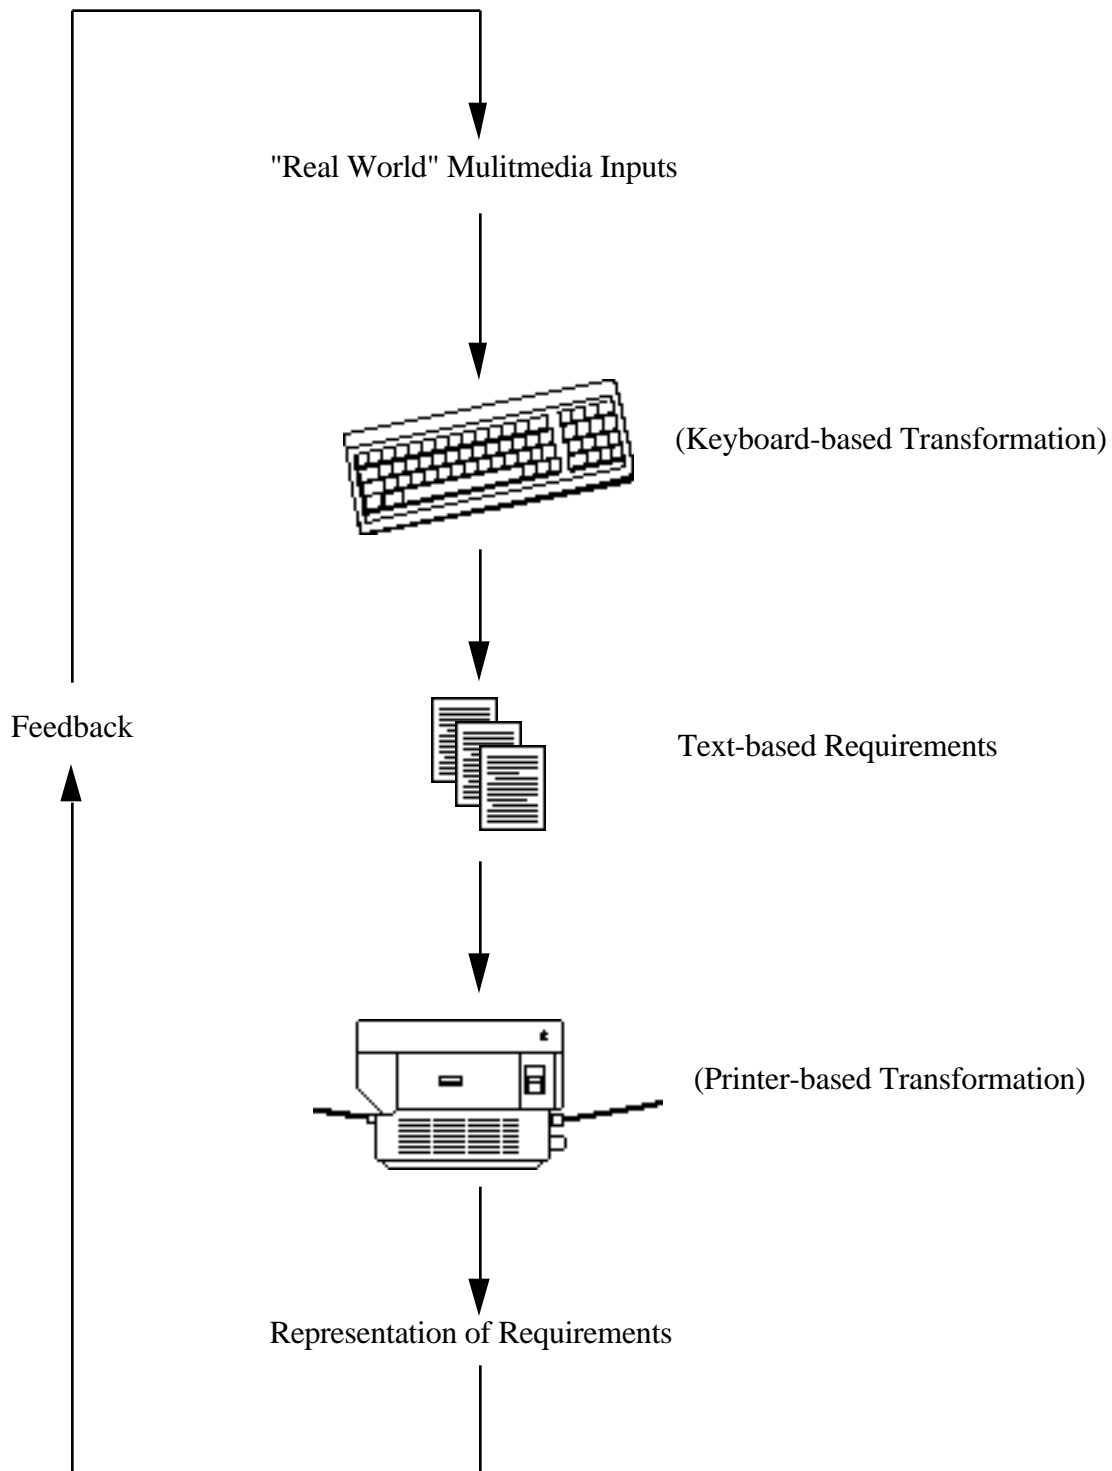 "Real World" Mulitmedia Inputs
(Keyboard-based Transformation)
Feedback
Text-based Requirements
(Printer-based Transformation)
Representation of Requirements